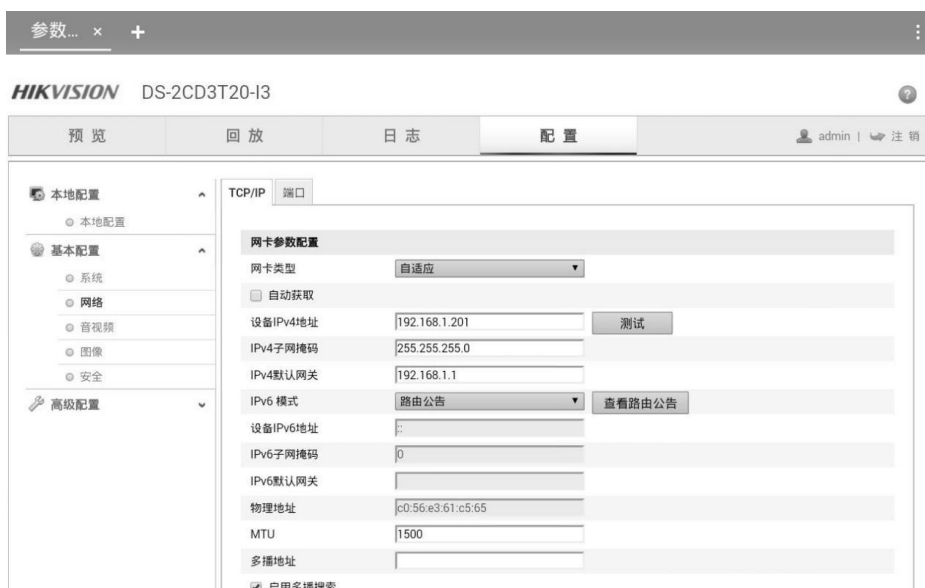 参数... × +
HIKVISION DS-2CD3T20-I3
预览 回放 日志 配置 admin | 注销
本地配置
本地配置
基本配置
系统
网络
音视频
图像
安全
高级配置
TCP/IP 端口
网卡参数配置
网卡类型 自适应
自动获取
设备IPv4地址 192.168.1.201 测试
IPv4子网掩码 255.255.255.0
IPv4默认网关 192.168.1.1
IPv6 模式 路由公告 查看路由公告
设备IPv6地址 ::
IPv6子网掩码 0
IPv6默认网关
物理地址 c0:56:e3:61:c5:65
MTU 1500
多播地址
启用多播搜索